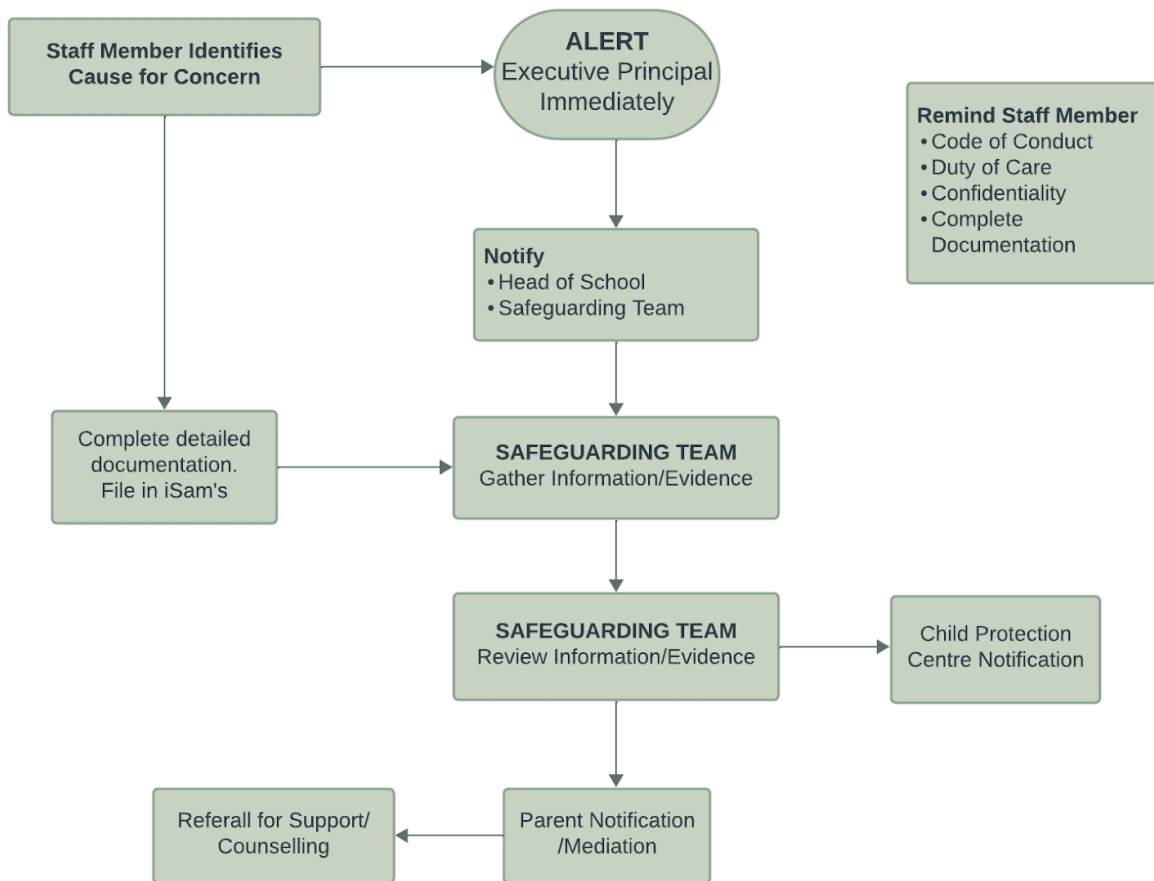 Staff Member Identifies
Cause for Concern
ALERT
Executive Principal
Immediately
Remind Staff Member
• Code of Conduct
• Duty of Care
• Confidentiality
• Complete
Documentation
Notify
• Head of School
• Safeguarding Team
Complete detailed
documentation.
File in iSam's
SAFEGUARDING TEAM
Gather Information/Evidence
SAFEGUARDING TEAM
Review Information/Evidence
Child Protection
Centre Notification
Referall for Support/
Counselling
Parent Notification
/Mediation